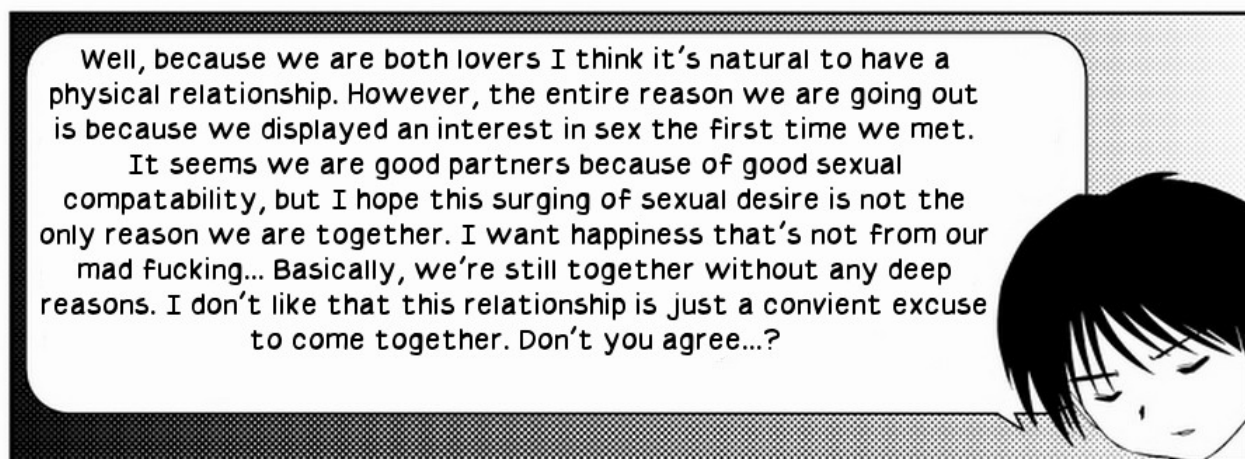 Well, because we are both lovers I think it's natural to have a
physical relationship. However, the entire reason we are going out
is because we displayed an interest in sex the first time we met.
It seems we are good partners because of good sexual
compatability, but I hope this surging of sexual desire is not the
only reason we are together. I want happiness that's not from our
mad fucking... Basically, we're still together without any deep
reasons. I don't like that this relationship is just a convient excuse
to come together. Don't you agree...?